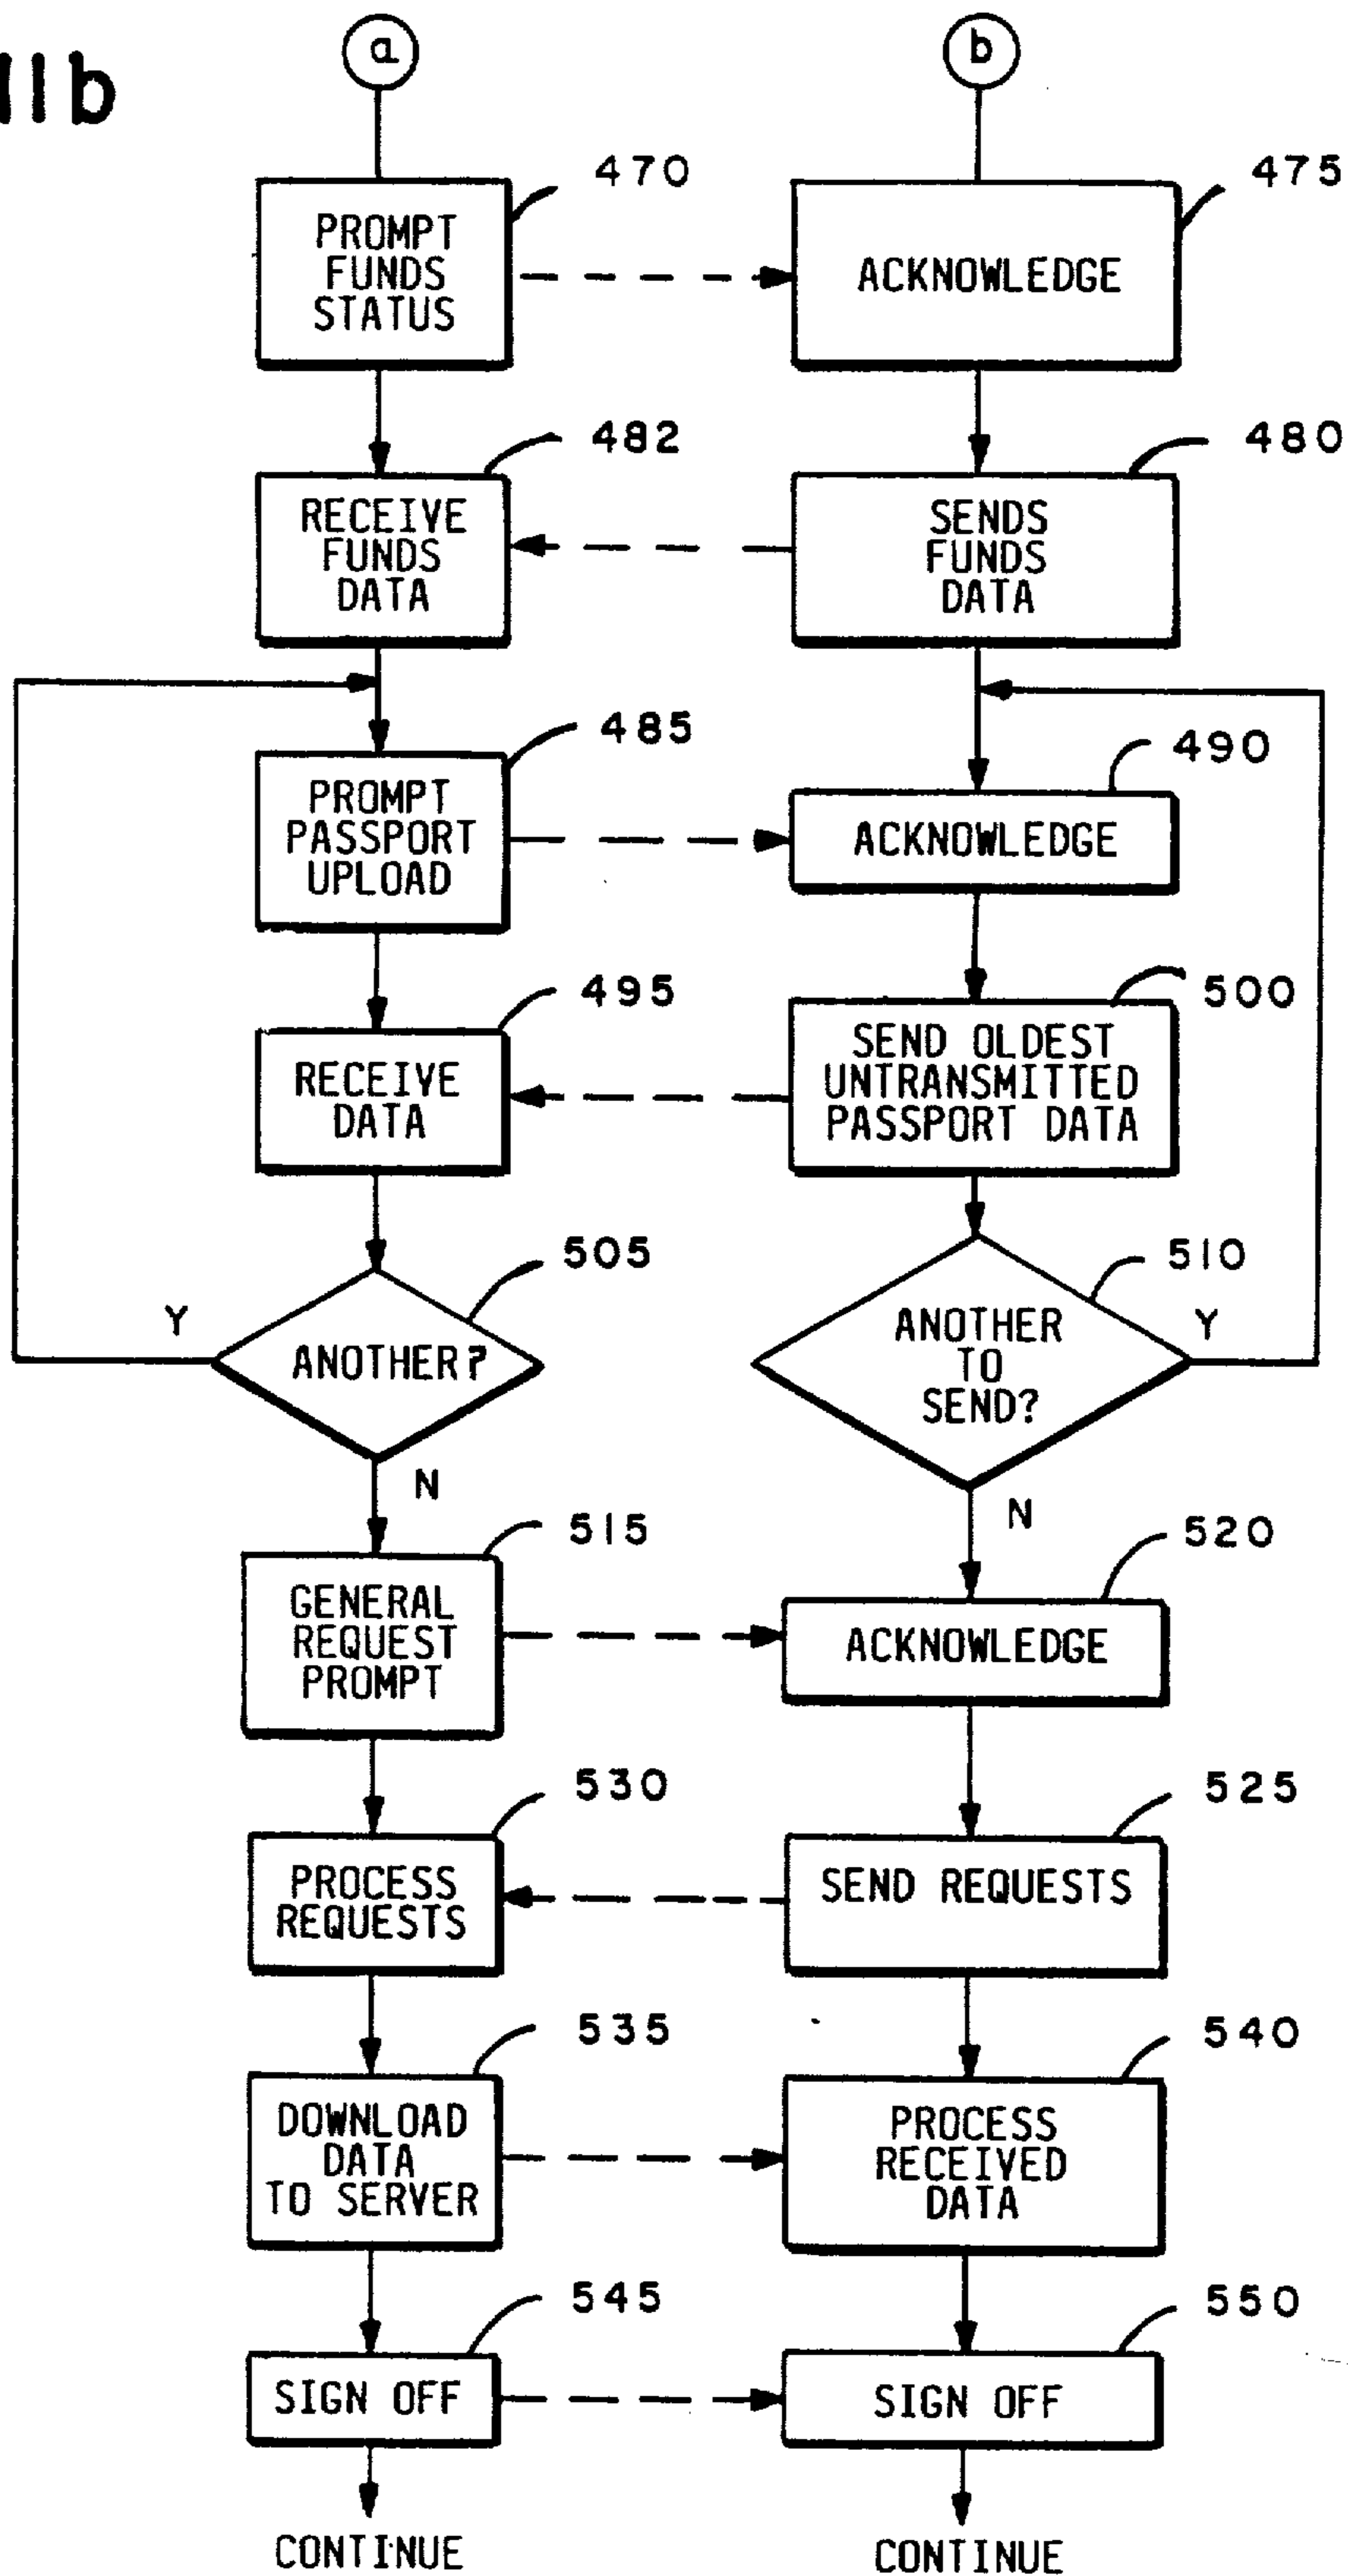 11b
a
b
470
475
PROMPT
FUNDS
STATUS
ACKNOWLEDGE
482
480
RECEIVE
FUNDS
DATA
SENDS
FUNDS
DATA
485
490
PROMPT
PASSPORT
UPLOAD
ACKNOWLEDGE
495
500
RECEIVE
DATA
SEND OLDEST
UNTRANSMITTED
PASSPORT DATA
505
510
Y
ANOTHER?
ANOTHER
TO
SEND?
Y
N
N
515
520
GENERAL
REQUEST
PROMPT
ACKNOWLEDGE
530
525
PROCESS
REQUESTS
SEND REQUESTS
535
540
DOWNLOAD
DATA
TO SERVER
PROCESS
RECEIVED
DATA
545
550
SIGN OFF
SIGN OFF
CONTINUE
CONTINUE